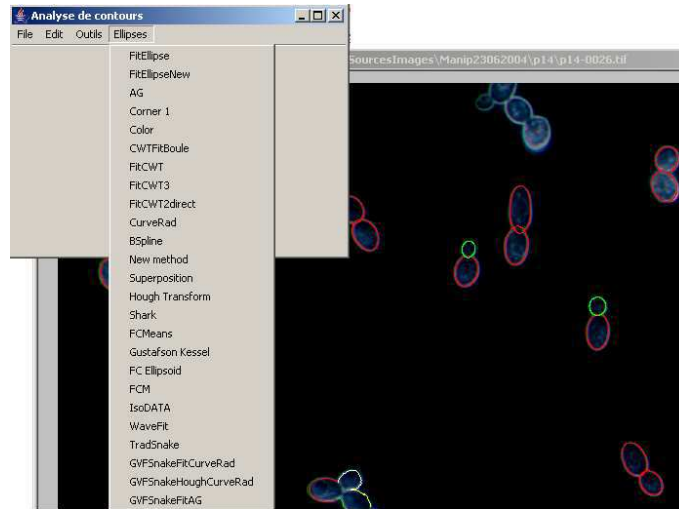 Analyse de contours
File Edit Outils Ellipses
SourcesImages\Manip23062004\p14\p14-0026.tif
FitEllipse
FitEllipseNew
AG
Corner 1
Color
CWTFitBoule
FitCWT
FitCWT3
FitCWT2direct
CurveRad
BSpline
New method
Superposition
Hough Transform
Shark
FCMeans
Gustafson Kessel
FC Ellipsoid
FCM
IsoDATA
WaveFit
TradSnake
GVFSnakeFitCurveRad
GVFSnakeHoughCurveRad
GVFSnakeFitAG